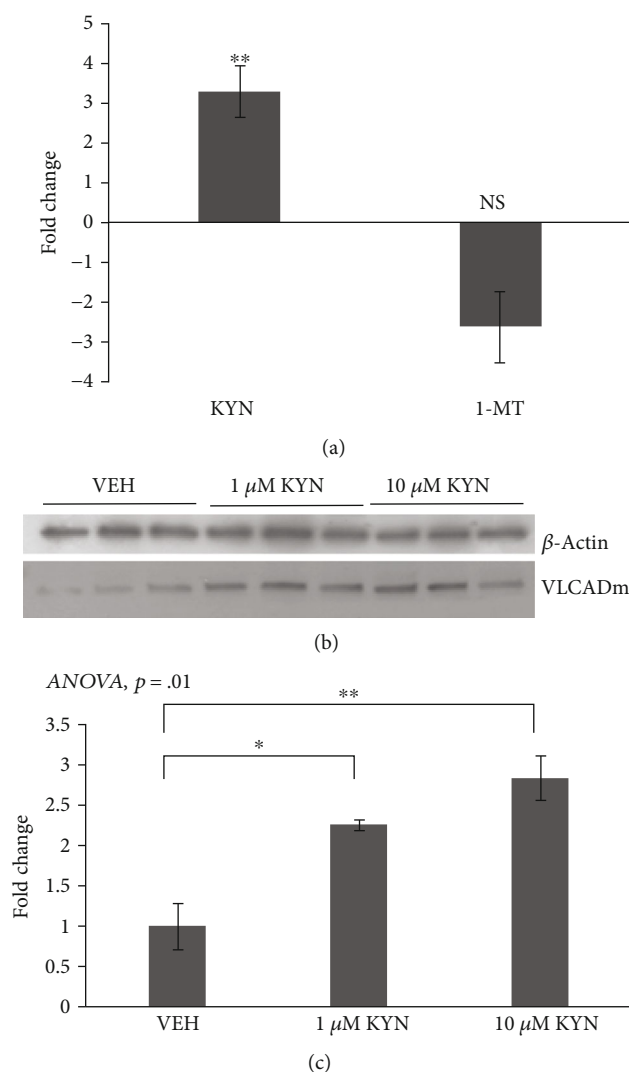 5
4
3
2
1
0
−1
−2
−3
−4
Fold change
**
NS
KYN
1-MT
(a)
VEH
1 μM KYN
10 μM KYN
β-Actin
VLCADm
(b)
ANOVA, p = .01
**
*
3.5
3
2.5
2
1.5
1
0.5
0
Fold change
VEH
1 μM KYN
10 μM KYN
(c)